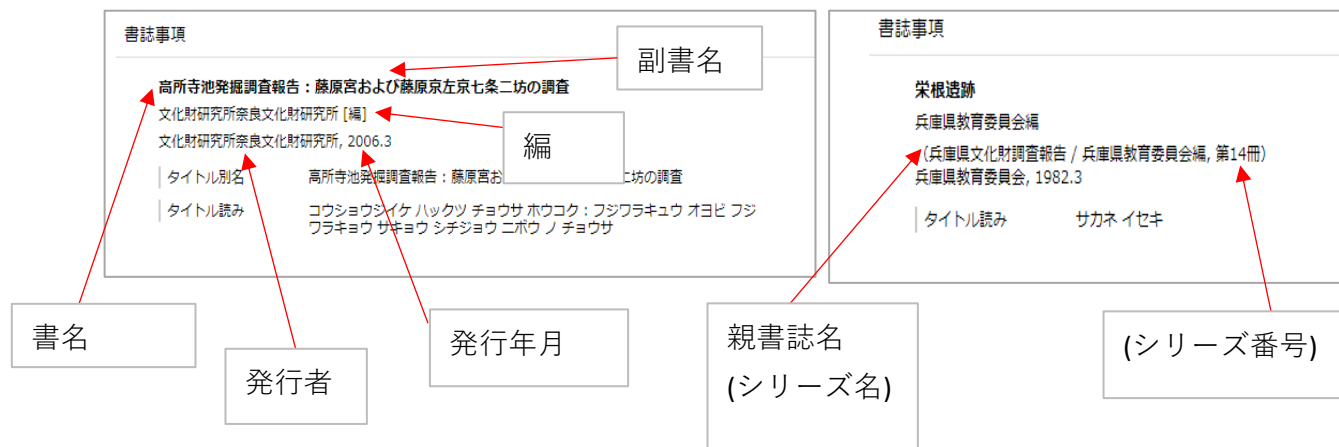 書誌事項
高所寺池発掘調査報告 : 藤原宮および藤原京左京七条二坊の調査
文化財研究所奈良文化財研究所 [編]
文化財研究所奈良文化財研究所, 2006.3
タイトル別名 高所寺池発掘調査報告 : 藤原宮お 二坊の調査
タイトル読み コウショウジイケ ハックツ チョウサ ホウコク : フジワラキュウ オヨビ フジ
ワラキョウ サキョウ シチジョウ ニボウ ノ チョウサ
副書名
編
書名
発行者
発行年月
書誌事項
栄根遺跡
兵庫県教育委員会編
(兵庫県文化財調査報告 / 兵庫県教育委員会編, 第14冊)
兵庫県教育委員会, 1982.3
タイトル読み サカネ イセキ
親書誌名
(シリーズ名)
(シリーズ番号)